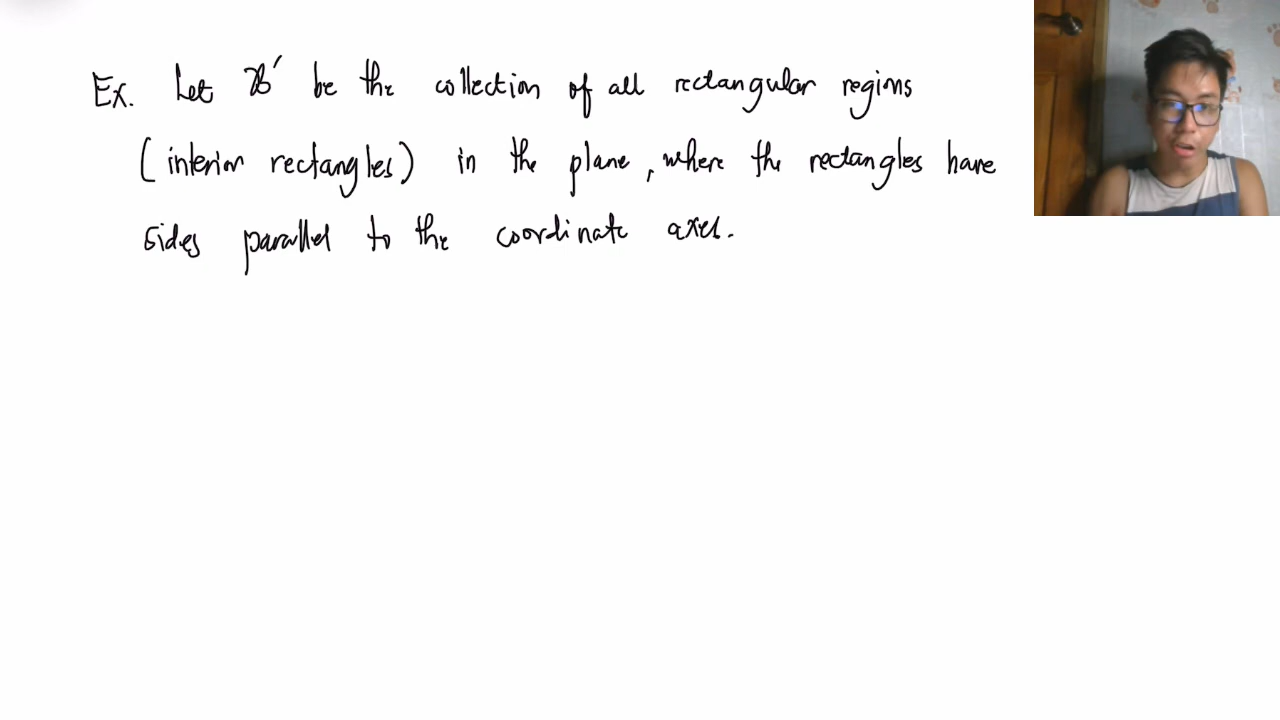 Ex. Let ℬ′ be the collection of all rectangular regions
(interior rectangles) in the plane, where the rectangles have
sides parallel to the coordinate axes.